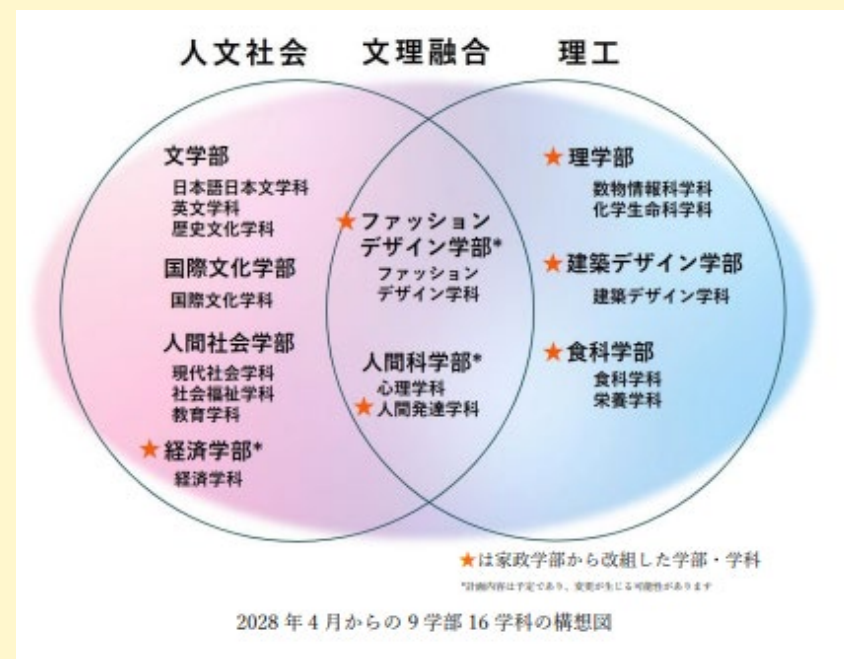 人文社会
文理融合
理工
文学部
日本語日本文学科
英文学科
歴史文化学科
国際文化学部
国際文化学科
人間社会学部
現代社会学科
社会福祉学科
教育学科
★経済学部*
経済学科
★ファッション
デザイン学部*
ファッション
デザイン学科
人間科学部*
心理学科
★人間発達学科
★理学部
数物情報科学科
化学生命科学科
★建築デザイン学部
建築デザイン学科
★食科学部
食科学科
栄養学科
★は家政学部から改組した学部・学科
*計画内容は予定であり、変更が生じる可能性があります
2028年4月からの9学部16学科の構想図